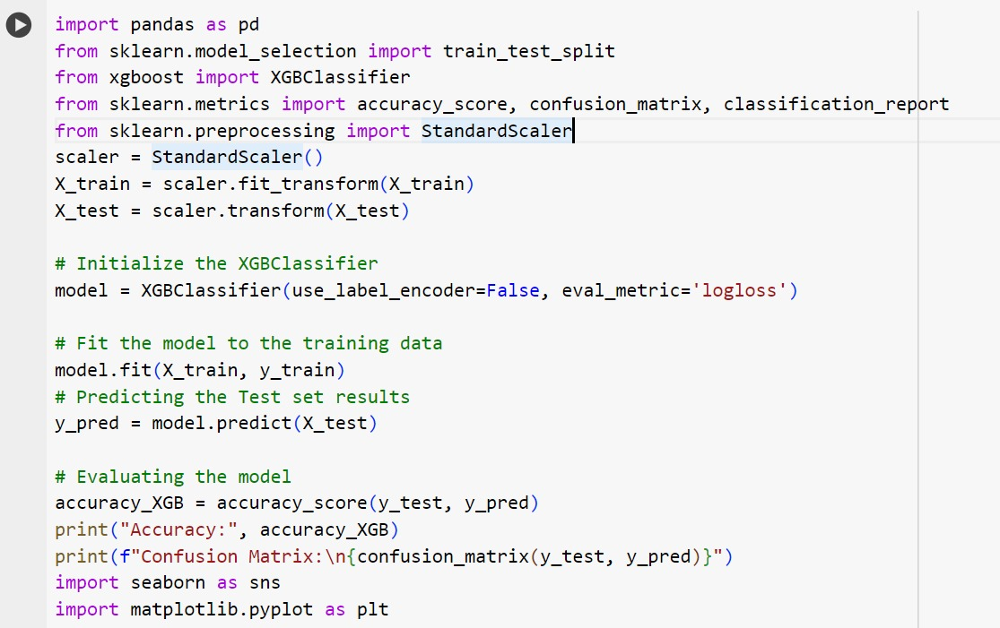 import pandas as pd
from sklearn.model_selection import train_test_split
from xgboost import XGBClassifier
from sklearn.metrics import accuracy_score, confusion_matrix, classification_report
from sklearn.preprocessing import StandardScaler
scaler = StandardScaler()
X_train = scaler.fit_transform(X_train)
X_test = scaler.transform(X_test)
# Initialize the XGBClassifier
model = XGBClassifier(use_label_encoder=False, eval_metric='logloss')
# Fit the model to the training data
model.fit(X_train, y_train)
# Predicting the Test set results
y_pred = model.predict(X_test)
# Evaluating the model
accuracy_XGB = accuracy_score(y_test, y_pred)
print("Accuracy:", accuracy_XGB)
print(f"Confusion Matrix:\n{confusion_matrix(y_test, y_pred)}")
import seaborn as sns
import matplotlib.pyplot as plt